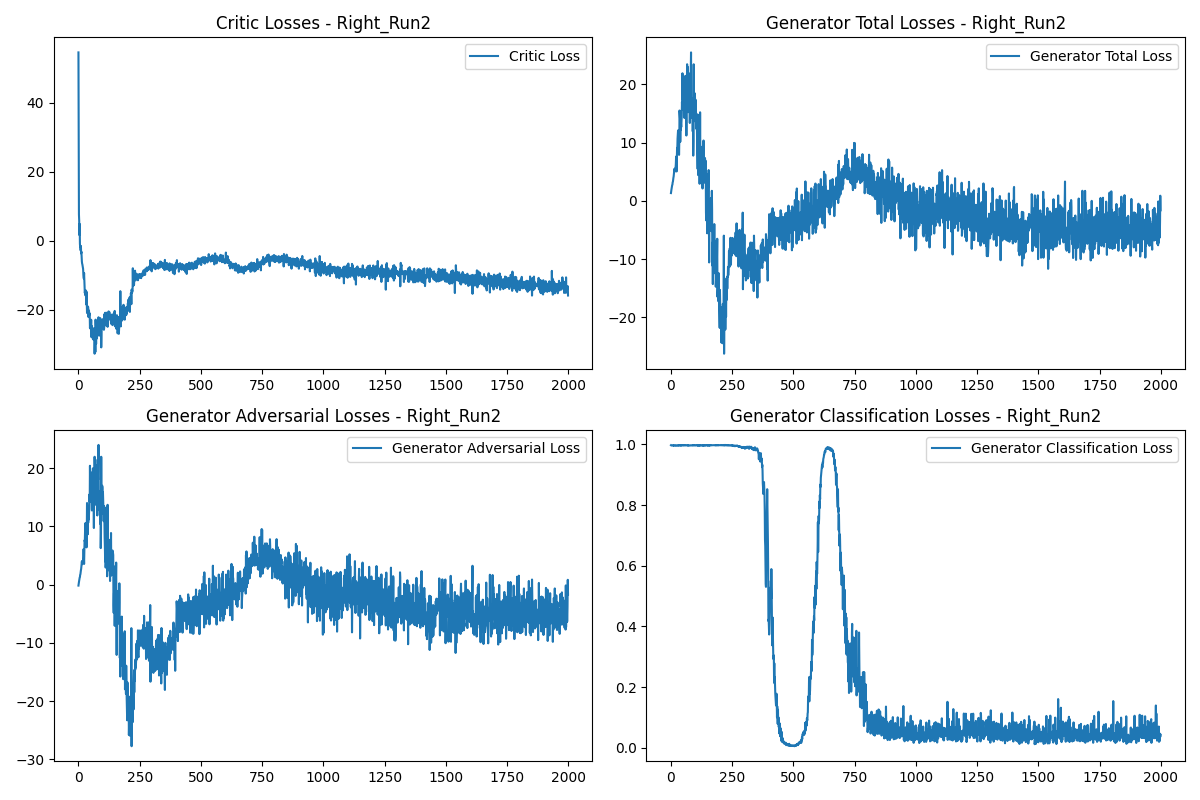 Critic Losses - Right_Run2
Critic Loss
40
20
0
−20
0 250 500 750 1000 1250 1500 1750 2000
Generator Total Losses - Right_Run2
Generator Total Loss
20
10
0
−10
−20
0 250 500 750 1000 1250 1500 1750 2000
Generator Adversarial Losses - Right_Run2
Generator Adversarial Loss
20
10
0
−10
−20
−30
0 250 500 750 1000 1250 1500 1750 2000
Generator Classification Losses - Right_Run2
Generator Classification Loss
1.0
0.8
0.6
0.4
0.2
0.0
0 250 500 750 1000 1250 1500 1750 2000